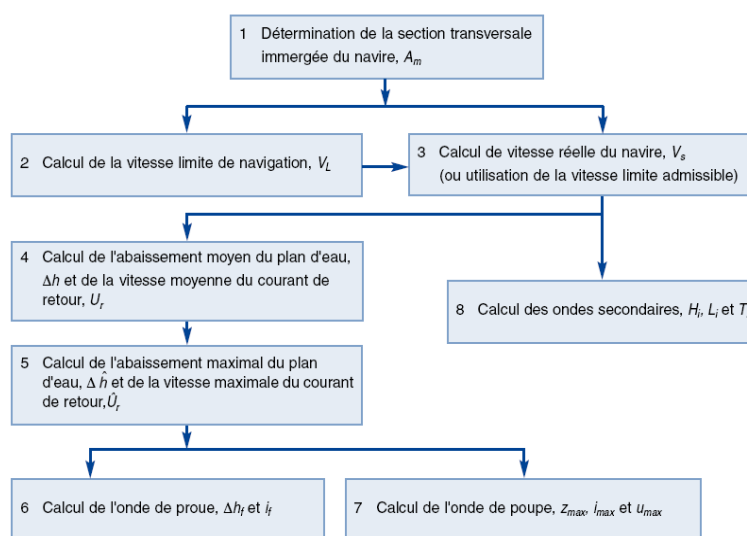 1 Détermination de la section transversale
immergée du navire, Am
2 Calcul de la vitesse limite de navigation, VL
3 Calcul de vitesse réelle du navire, Vs
(ou utilisation de la vitesse limite admissible)
4 Calcul de l'abaissement moyen du plan d'eau,
Δh et de la vitesse moyenne du courant de
retour, Ur
8 Calcul des ondes secondaires, Hi, Li et T
5 Calcul de l'abaissement maximal du plan
d'eau, Δ ĥ et de la vitesse maximale du courant
de retour,Ûr
6 Calcul de l'onde de proue, Δhf et if
7 Calcul de l'onde de poupe, zmax, imax et umax